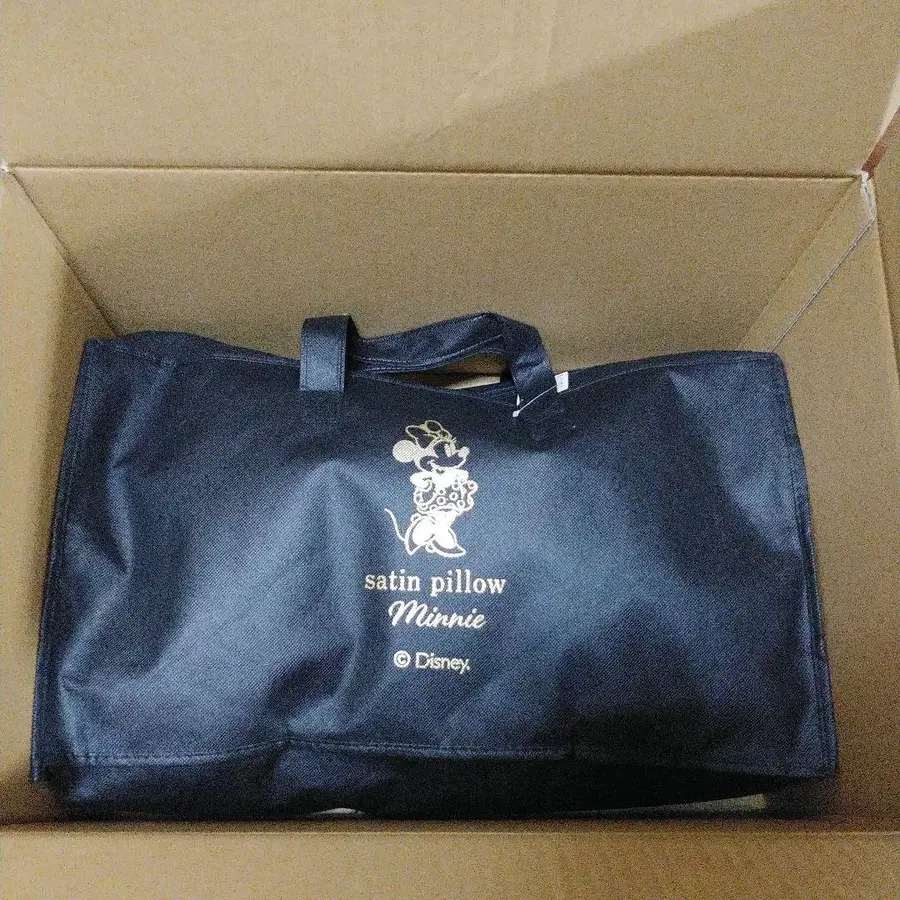 satin pillow
Minnie
© Disney.